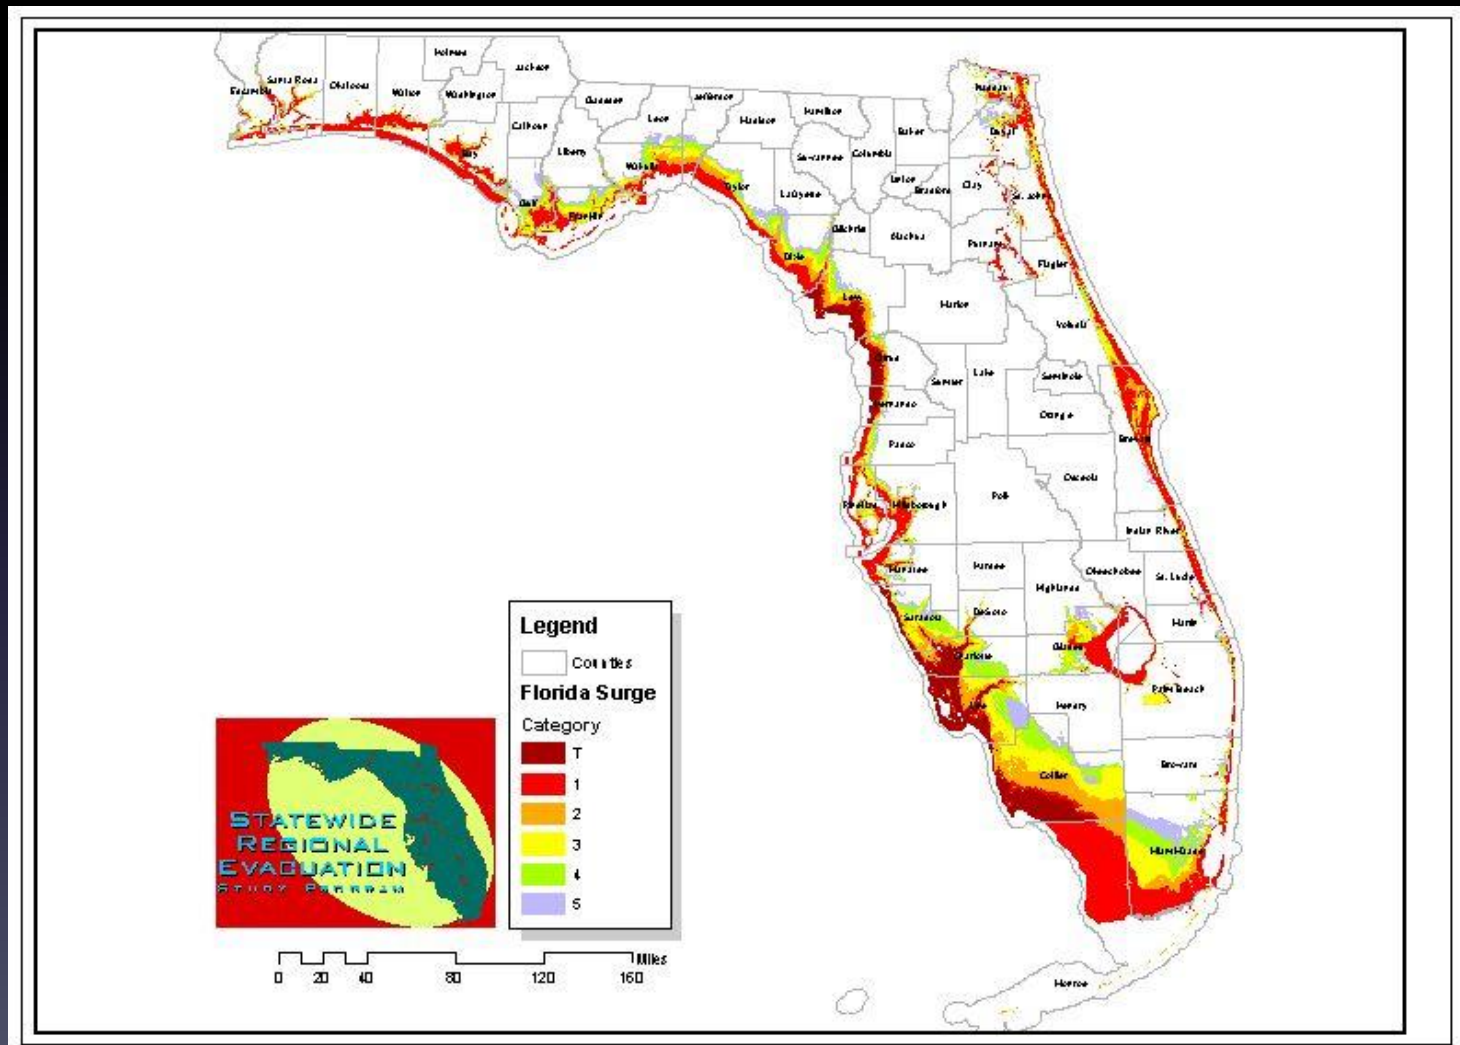 Holmes
Jackson
Santa Rosa
Okaloosa
Walton
Washington
Escambia
Gadsden
Jefferson
Leon
Madison
Hamilton
Nassau
Calhoun
Baker
Duval
Liberty
Suwannee
Columbia
Wakulla
Bay
Taylor
Lafayette
Union
Bradford
Clay
St. Johns
Gulf
Franklin
Gilchrist
Alachua
Putnam
Dixie
Flagler
Levy
Marion
Volusia
Citrus
Sumter
Lake
Seminole
Hernando
Orange
Pasco
Brevard
Osceola
Polk
Pinellas
Hillsborough
Indian River
Manatee
Hardee
Okeechobee
St. Lucie
Highlands
Sarasota
DeSoto
Martin
Charlotte
Glades
Palm Beach
Lee
Hendry
Collier
Broward
Miami-Dade
Monroe
Legend
Counties
Florida Surge
Category
T
1
2
3
4
5
STATEWIDE
REGIONAL
EVACUATION
STUDY PROGRAM
Miles
0 20 40 80 120 160